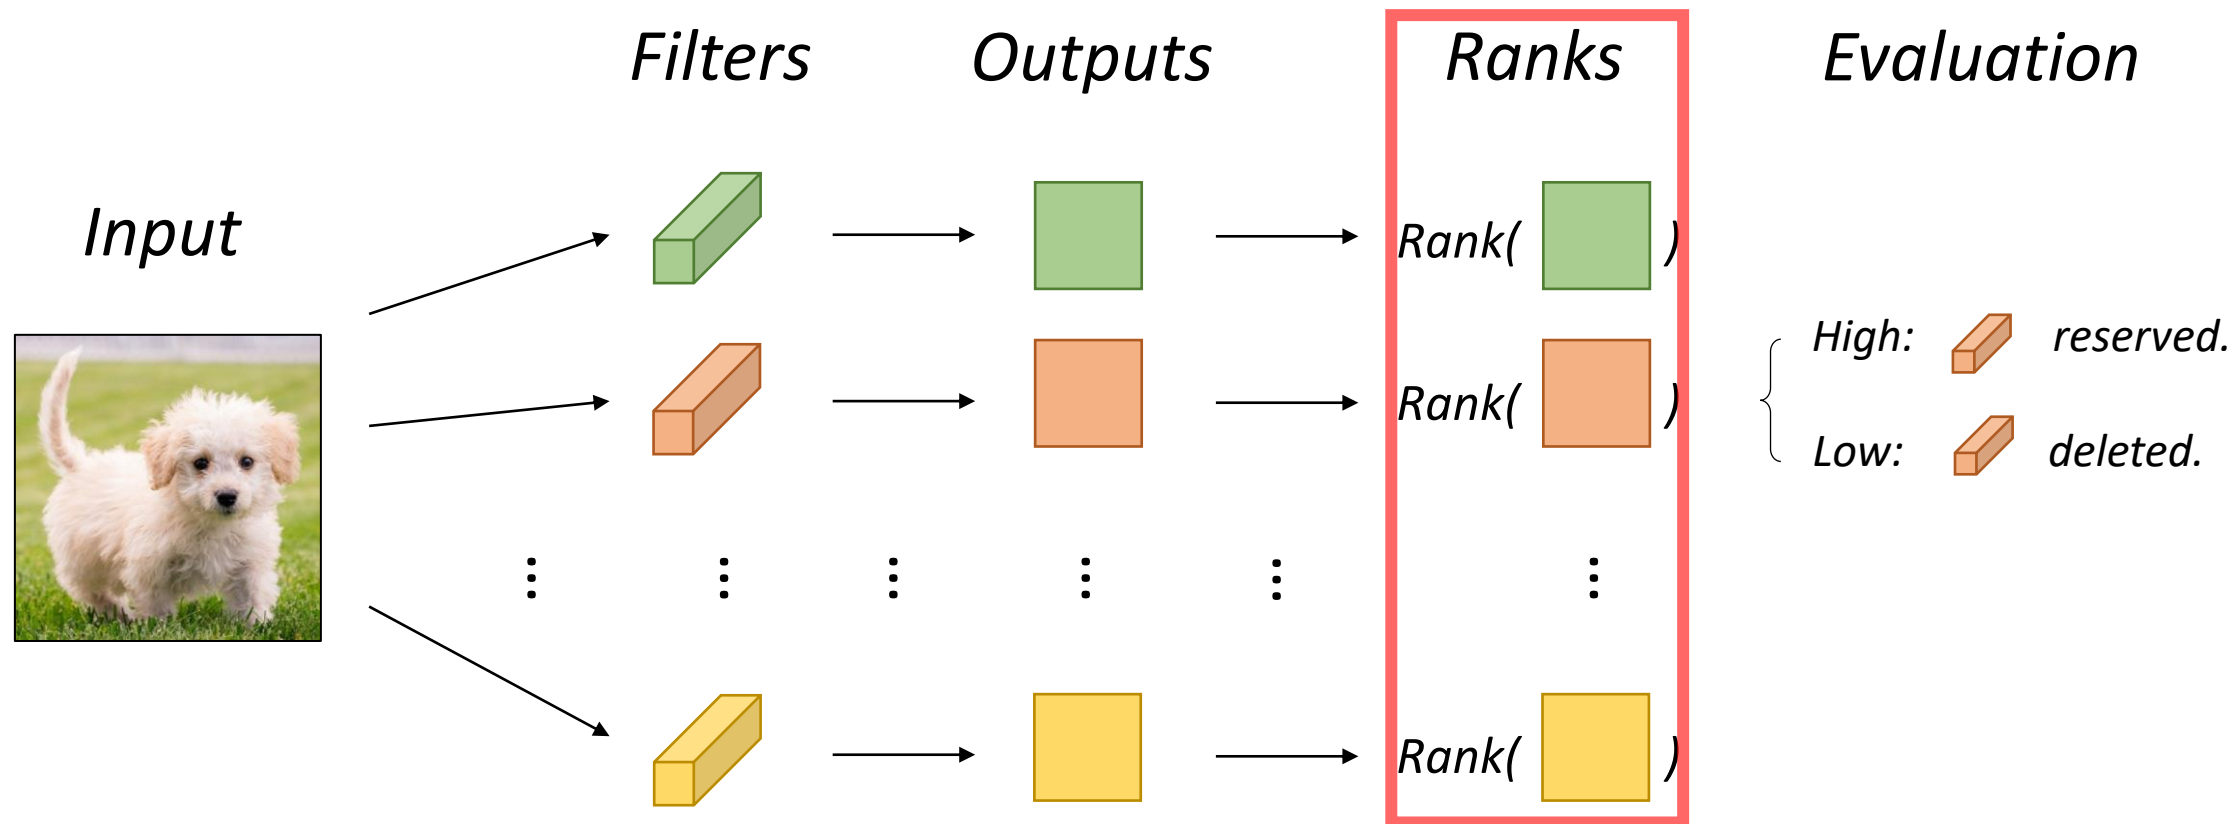 Filters Outputs Ranks Evaluation
Input
Rank( )
Rank( )
High: reserved.
Low: deleted.
Rank( )